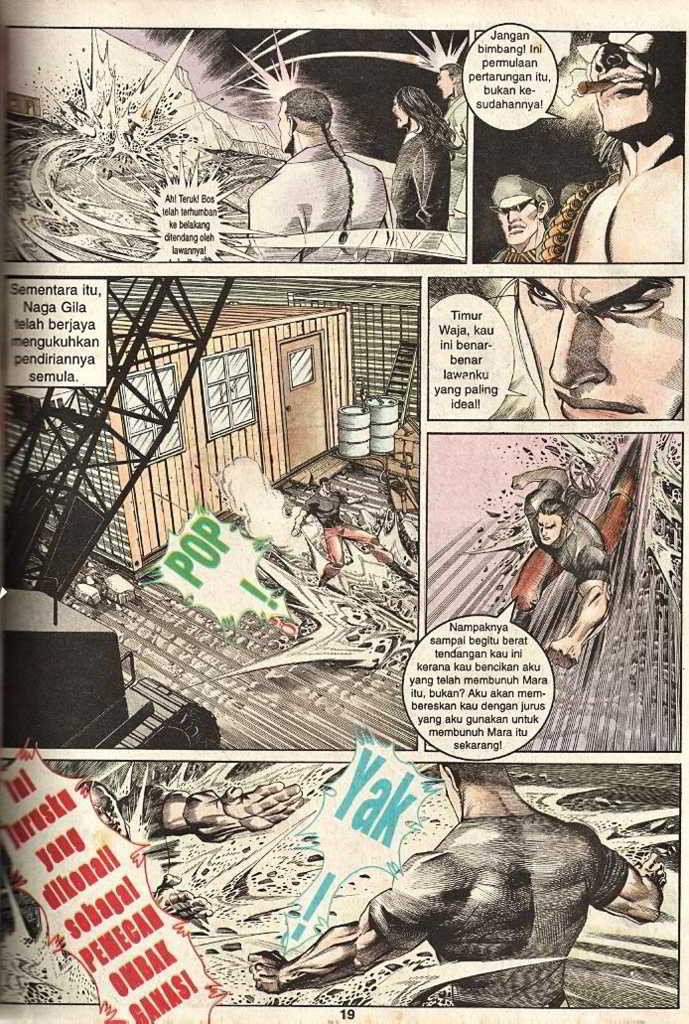 Ah! Teruk! Bos
telah terhumban
ke belakang
ditendang oleh
lawannya!
Jangan
bimbang! Ini
permulaan
pertarungan itu,
bukan ke-
sudahannya!
Sementara itu,
Naga Gila
telah berjaya
mengukuhkan
pendiriannya
semula.
POP
!
Timur
Waja, kau
ini benar-
benar
lawanku
yang paling
ideal!
Nampaknya
sampai begitu berat
tendangan kau ini
kerana kau bencikan aku
yang telah membunuh Mara
itu, bukan? Aku akan mem-
bereskan kau dengan jurus
yang aku gunakan untuk
membunuh Mara itu
sekarang!
Ini
jurusku
yang
dikenali
sebagai
PEMECAH
OMBAK
GANAS!
Yak
!
19